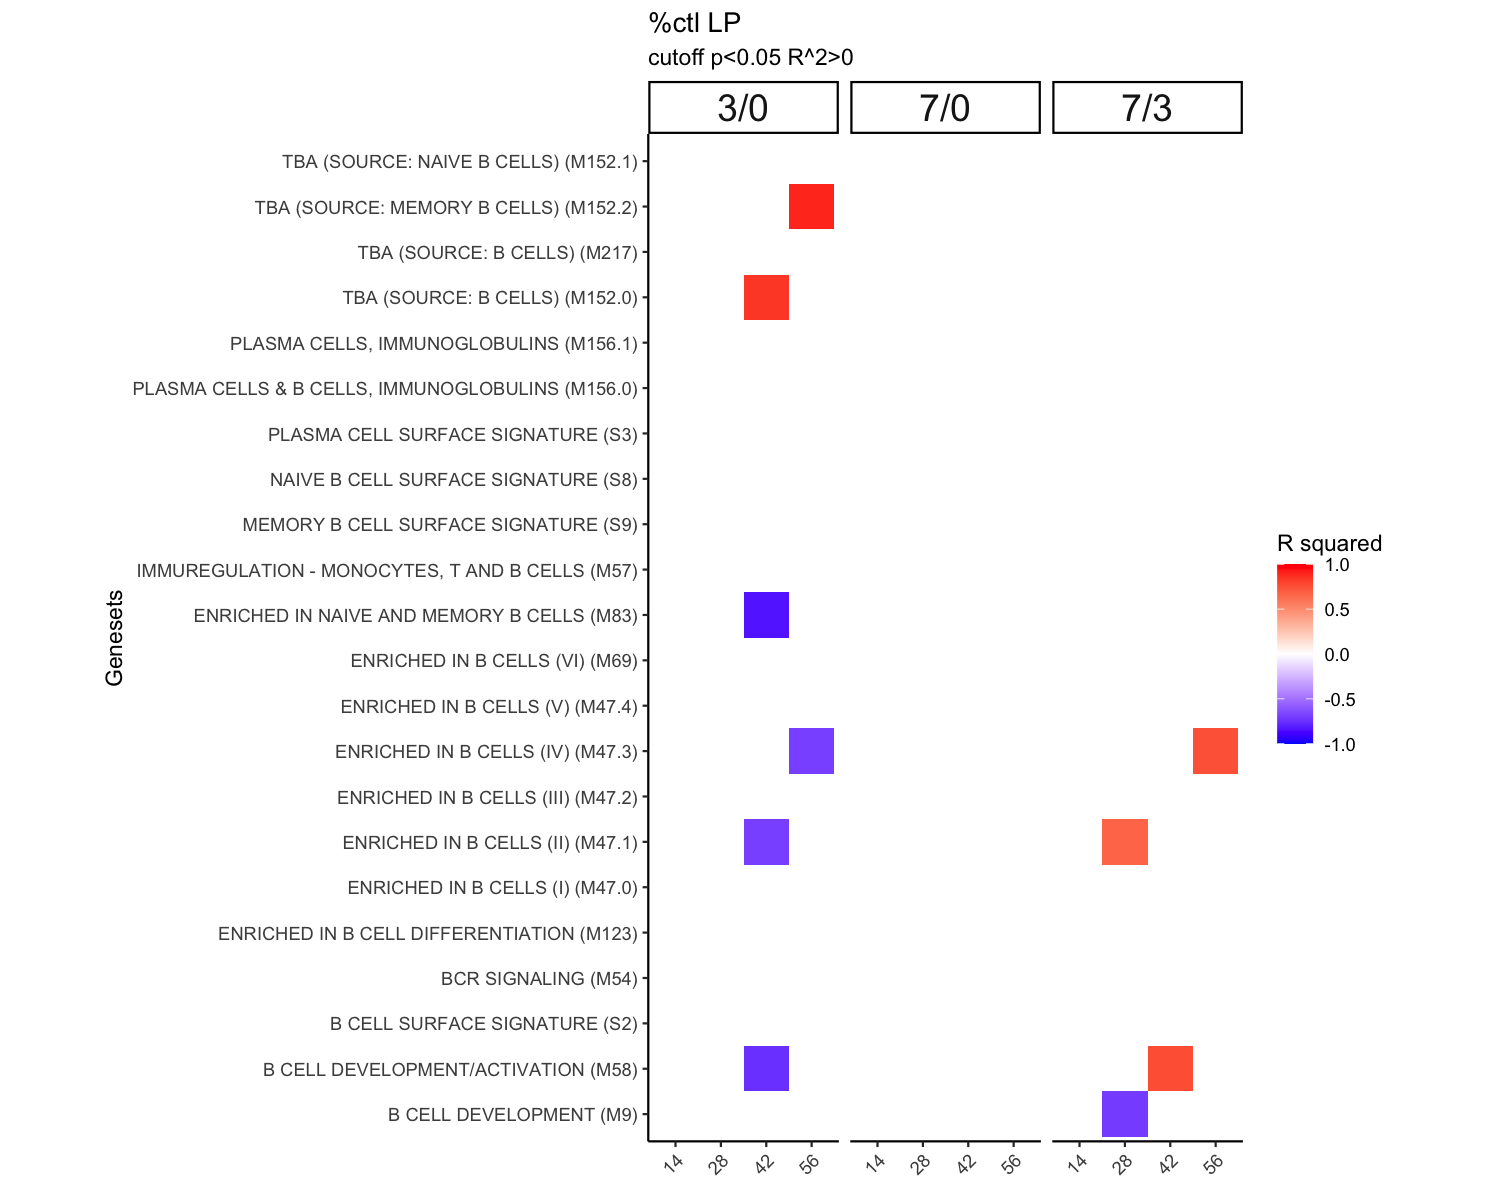 %ctl LP
cutoff p<0.05 R^2>0
3/0 7/0 7/3
TBA (SOURCE: NAIVE B CELLS) (M152.1)
TBA (SOURCE: MEMORY B CELLS) (M152.2)
TBA (SOURCE: B CELLS) (M217)
TBA (SOURCE: B CELLS) (M152.0)
PLASMA CELLS, IMMUNOGLOBULINS (M156.1)
PLASMA CELLS & B CELLS, IMMUNOGLOBULINS (M156.0)
PLASMA CELL SURFACE SIGNATURE (S3)
NAIVE B CELL SURFACE SIGNATURE (S8)
MEMORY B CELL SURFACE SIGNATURE (S9)
IMMUREGULATION - MONOCYTES, T AND B CELLS (M57)
ENRICHED IN NAIVE AND MEMORY B CELLS (M83)
ENRICHED IN B CELLS (VI) (M69)
ENRICHED IN B CELLS (V) (M47.4)
ENRICHED IN B CELLS (IV) (M47.3)
ENRICHED IN B CELLS (III) (M47.2)
ENRICHED IN B CELLS (II) (M47.1)
ENRICHED IN B CELLS (I) (M47.0)
ENRICHED IN B CELL DIFFERENTIATION (M123)
BCR SIGNALING (M54)
B CELL SURFACE SIGNATURE (S2)
B CELL DEVELOPMENT/ACTIVATION (M58)
B CELL DEVELOPMENT (M9)
Genesets
14 28 42 56 14 28 42 56 14 28 42 56
R squared
1.0
0.5
0.0
-0.5
-1.0